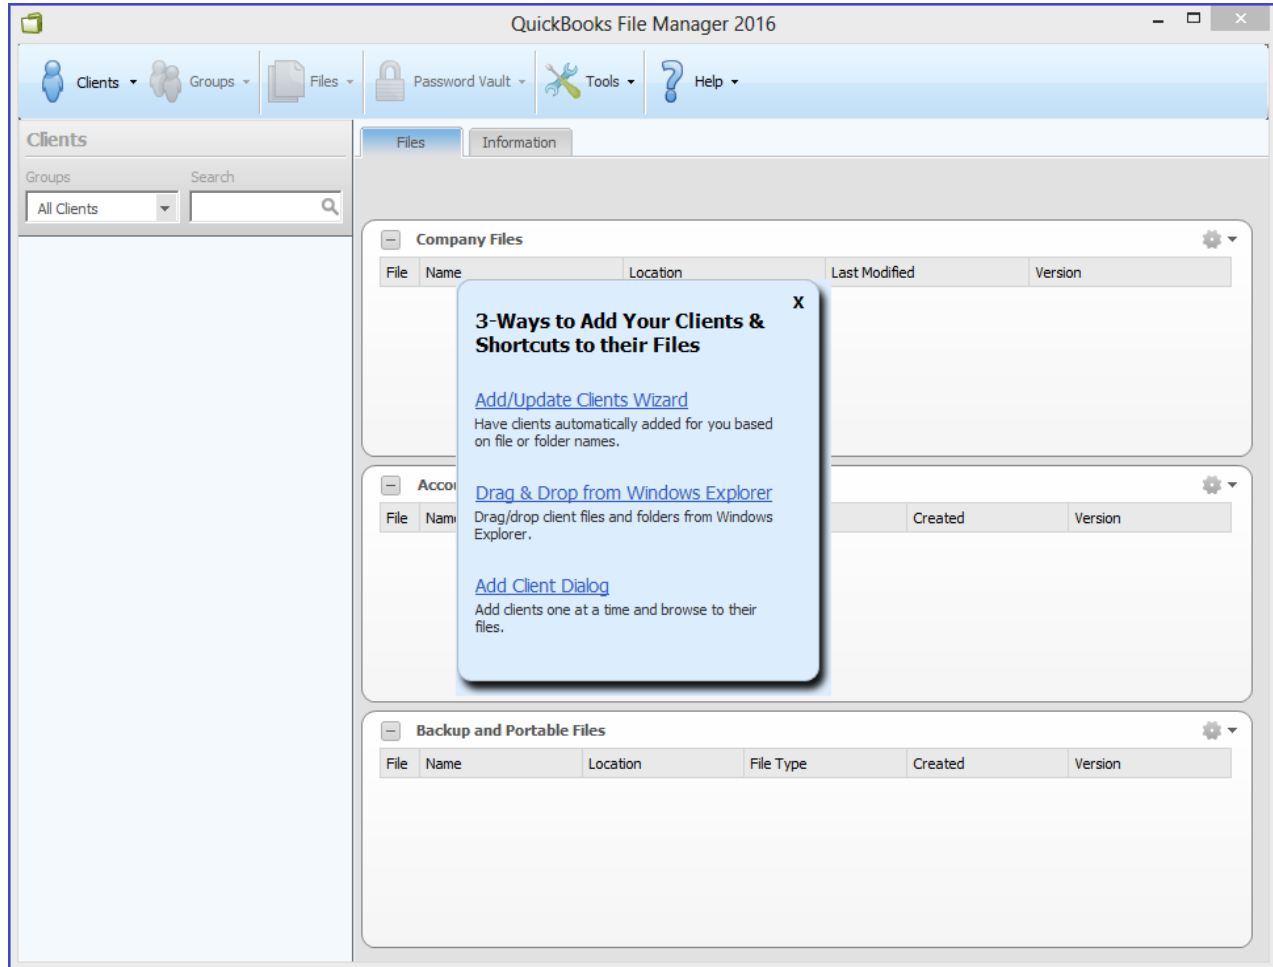 QuickBooks File Manager 2016
Clients Groups Files Password Vault Tools Help
Clients
Groups Search
All Clients
Files Information
Company Files
File Name Location Last Modified Version
X
3-Ways to Add Your Clients &
Shortcuts to their Files
Add/Update Clients Wizard
Have clients automatically added for you based
on file or folder names.
Drag & Drop from Windows Explorer
Drag/drop client files and folders from Windows
Explorer.
Add Client Dialog
Add clients one at a time and browse to their
files.
File Created Version
Backup and Portable Files
File Name Location File Type Created Version